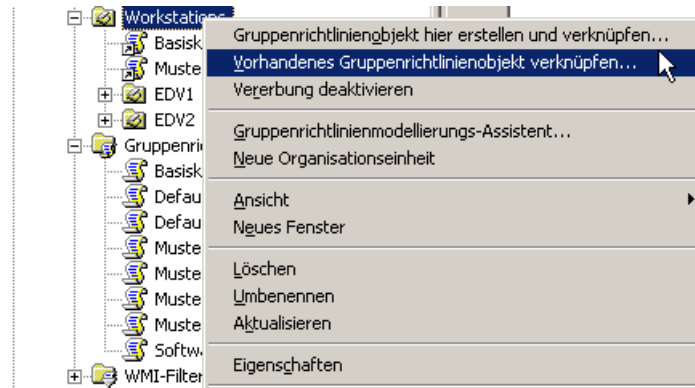 Workstations
Basisk
Muste
EDV1
EDV2
Gruppenri
Basisk
Defau
Defau
Muste
Muste
Muste
Muste
Softw
WMI-Filter
Gruppenrichtlinienobjekt hier erstellen und verknüpfen...
Vorhandenes Gruppenrichtlinienobjekt verknüpfen...
Vererbung deaktivieren
Gruppenrichtlinienmodellierungs-Assistent...
Neue Organisationseinheit
Ansicht
Neues Fenster
Löschen
Umbenennen
Aktualisieren
Eigenschaften